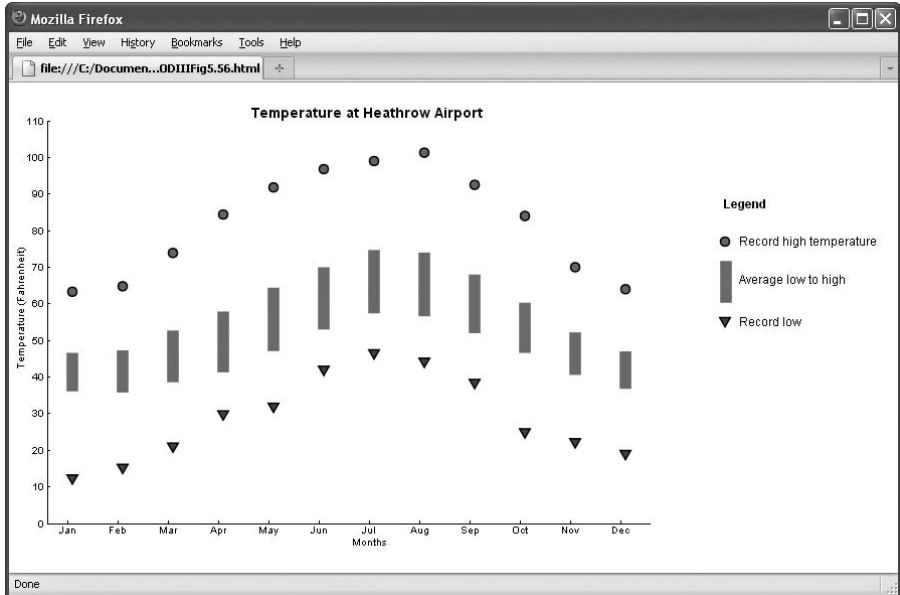 Mozilla Firefox
File Edit View History Bookmarks Tools Help
file:///C:/Documen...ODIIIFig5.56.html
Temperature at Heathrow Airport
110
100
90
80
70
60
50
40
30
20
10
0
Temperature (Fahrenheit)
Jan Feb Mar Apr May Jun Jul Aug Sep Oct Nov Dec
Months
Legend
Record high temperature
Average low to high
Record low
Done